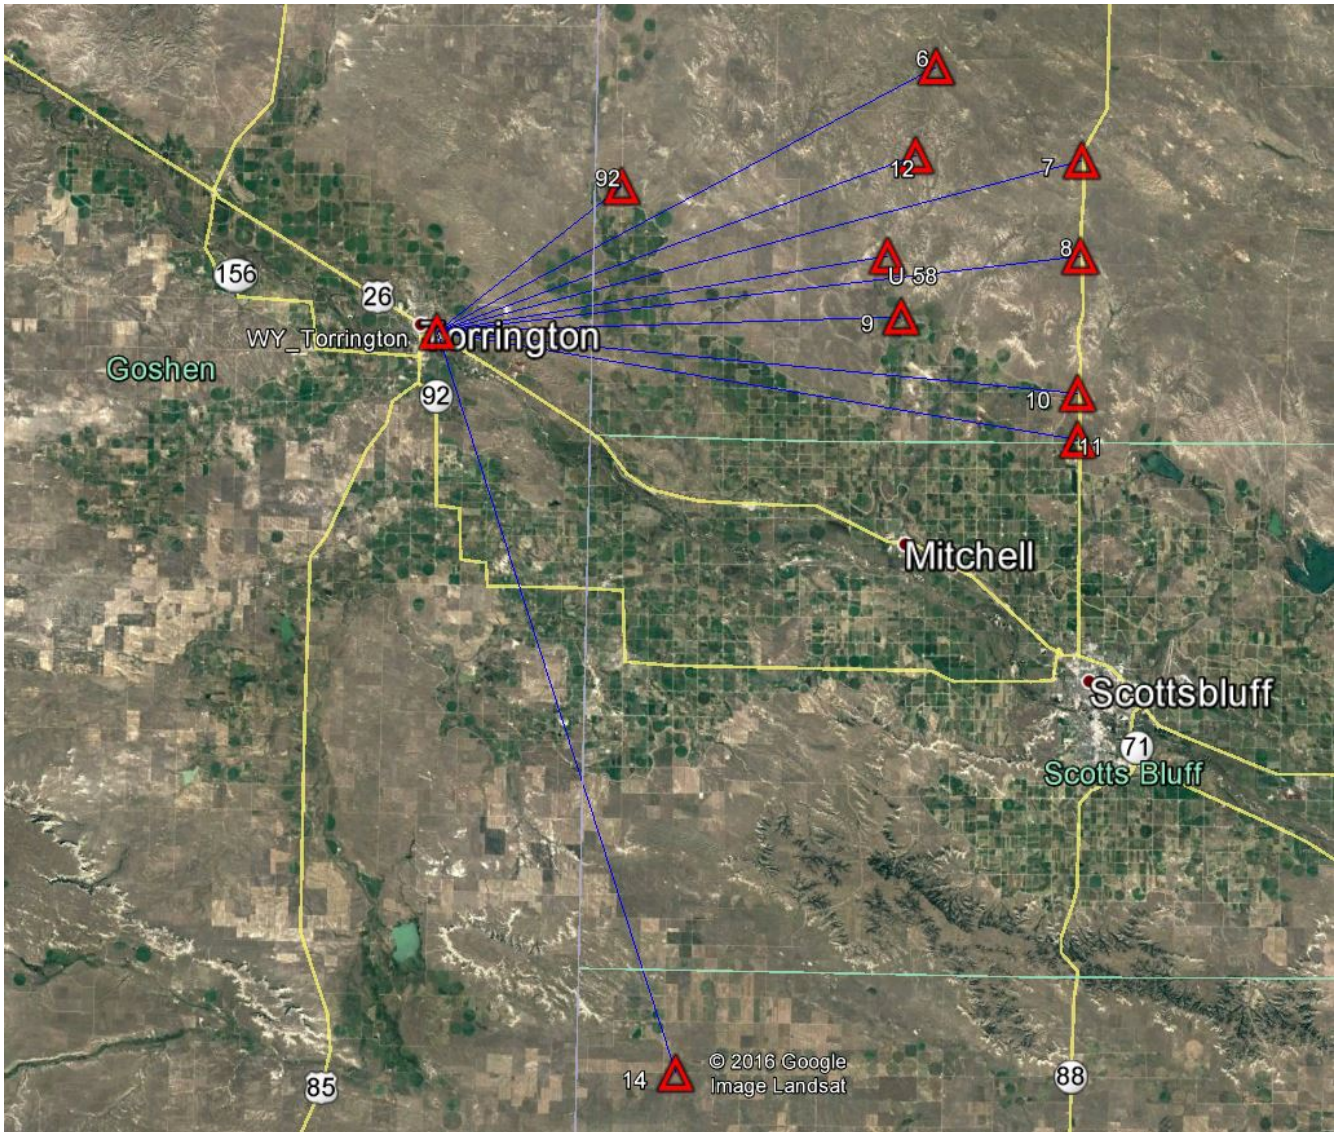 6
12
7
92
8
U 58
156
26
9
WY_Torrington
Torrington
Goshen
92
10
11
Mitchell
Scottsbluff
71
Scotts Bluff
© 2016 Google
Image Landsat
14
85
88